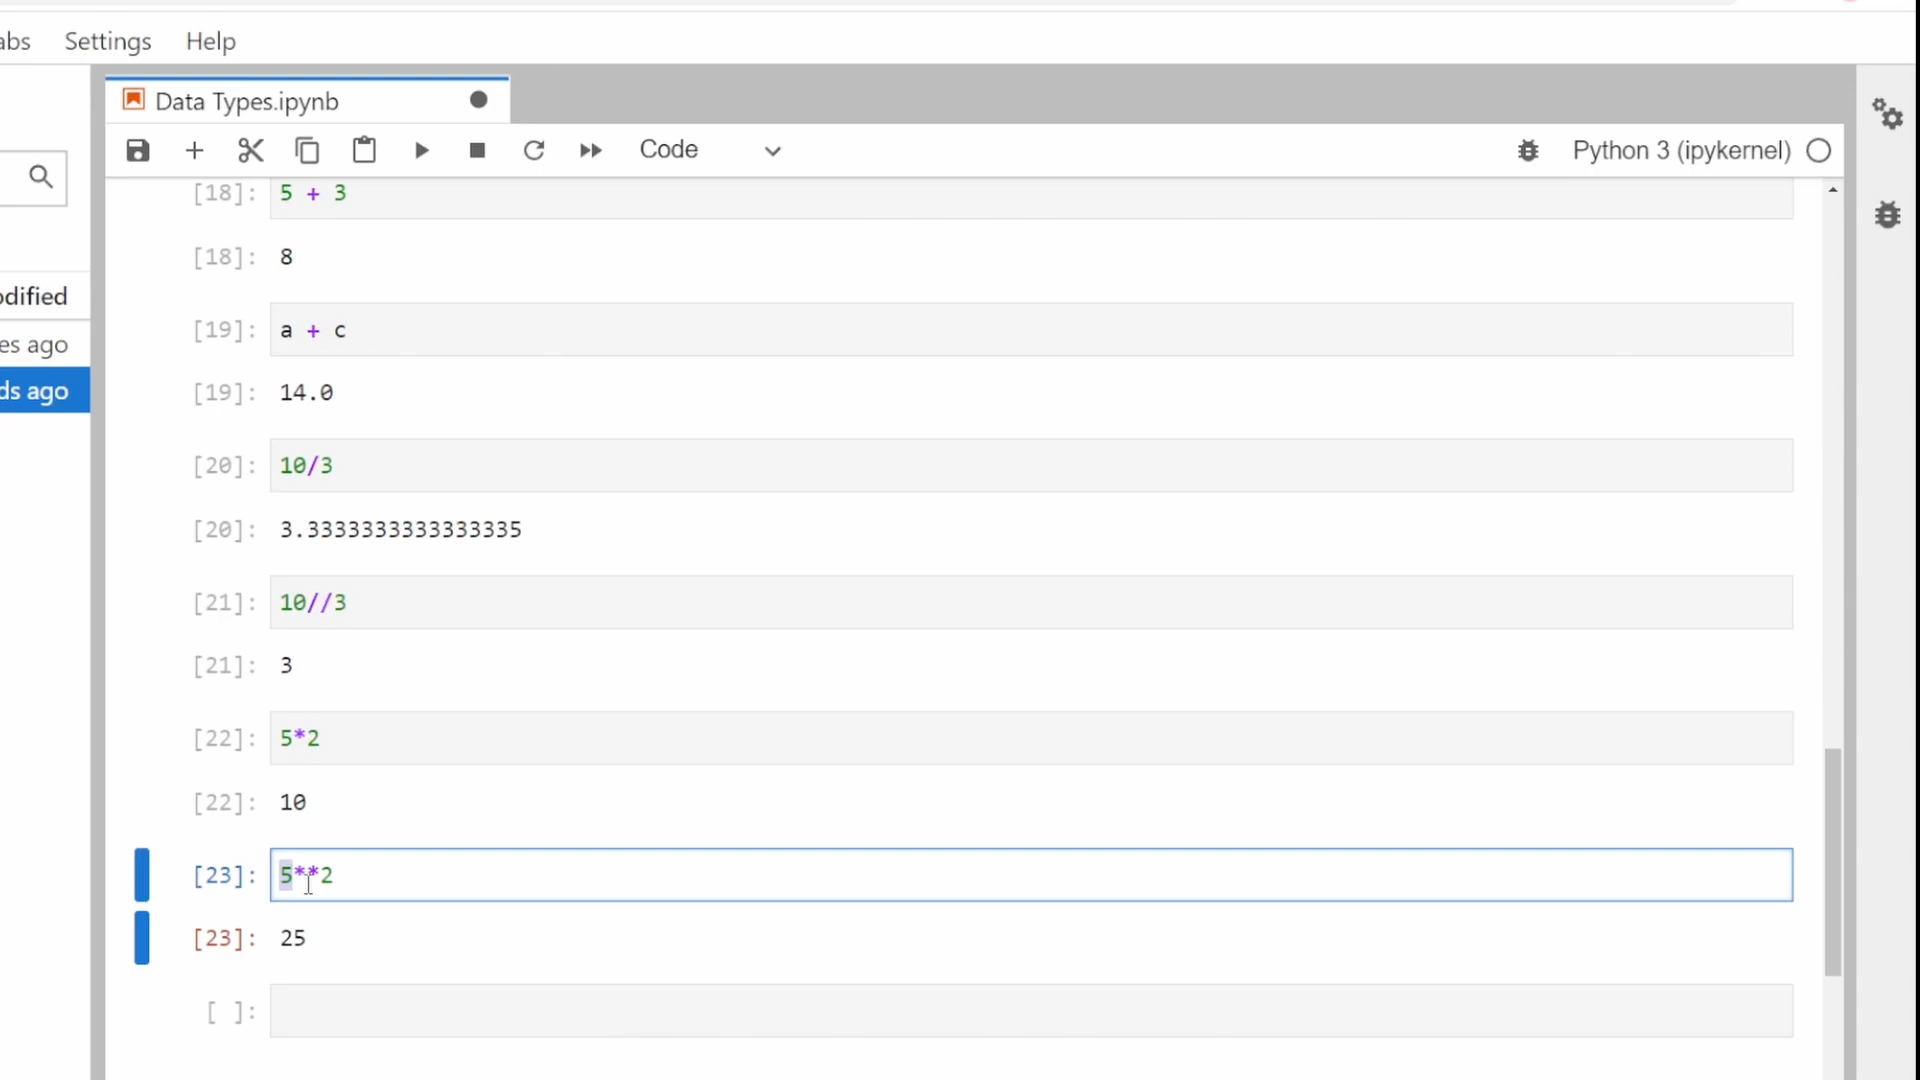 abs Settings Help
Data Types.ipynb
Code Python 3 (ipykernel)
odified
es ago
ds ago
[18]: 5 + 3
[18]: 8
[19]: a + c
[19]: 14.0
[20]: 10/3
[20]: 3.3333333333333335
[21]: 10//3
[21]: 3
[22]: 5*2
[22]: 10
[23]: 5**2
[23]: 25
[ ]: